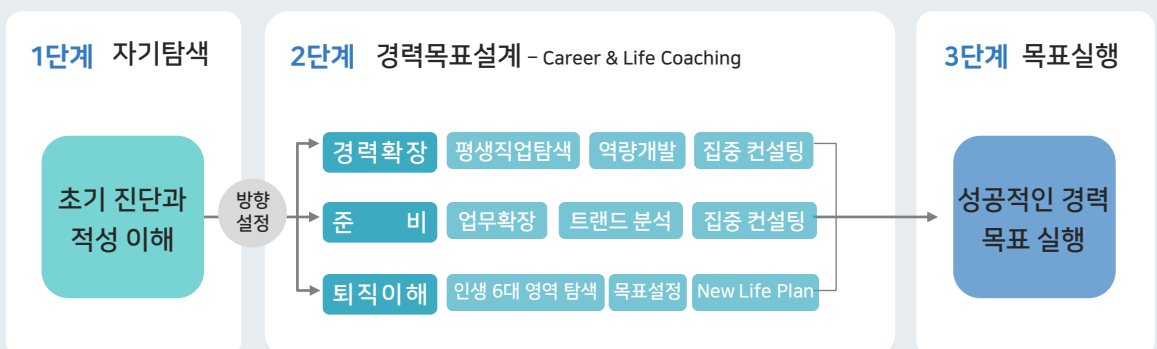 1단계 자기탐색
초기 진단과
적성 이해
방향
설정
2단계 경력목표설계 – Career & Life Coaching
경력확장 평생직업탐색 역량개발 집중 컨설팅
준 비 업무확장 트랜드 분석 집중 컨설팅
퇴직이해 인생 6대 영역 탐색 목표설정 New Life Plan
3단계 목표실행
성공적인 경력
목표 실행